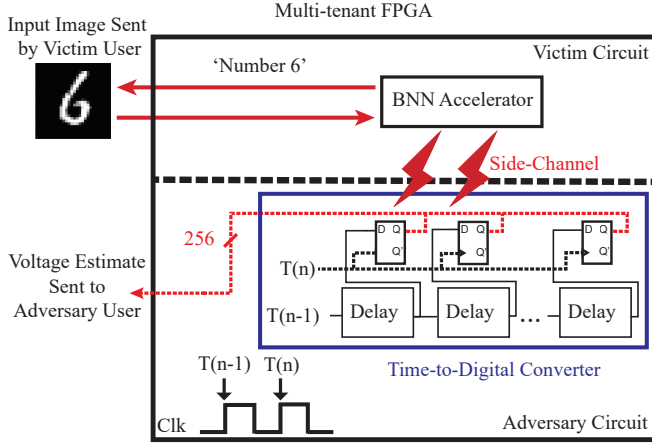 Multi-tenant FPGA
Input Image Sent
by Victim User
Victim Circuit
‘Number 6’
6
BNN Accelerator
Side-Channel
256
D Q
Q'
D Q
Q'
D Q
Q'
Voltage Estimate
Sent to
Adversary User
T(n)
T(n-1)
Delay
Delay
...
Delay
Time-to-Digital Converter
T(n-1) T(n)
Clk
Adversary Circuit